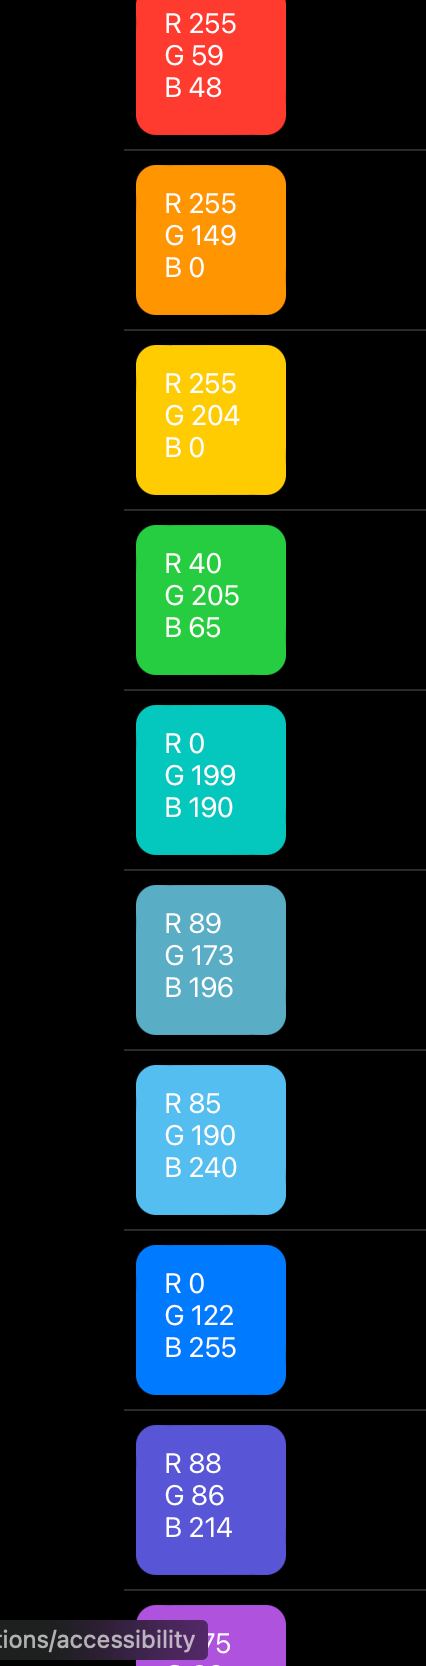 R 255
G 59
B 48
R 255
G 149
B 0
R 255
G 204
B 0
R 40
G 205
B 65
R 0
G 199
B 190
R 89
G 173
B 196
R 85
G 190
B 240
R 0
G 122
B 255
R 88
G 86
B 214
tions/accessibility
75